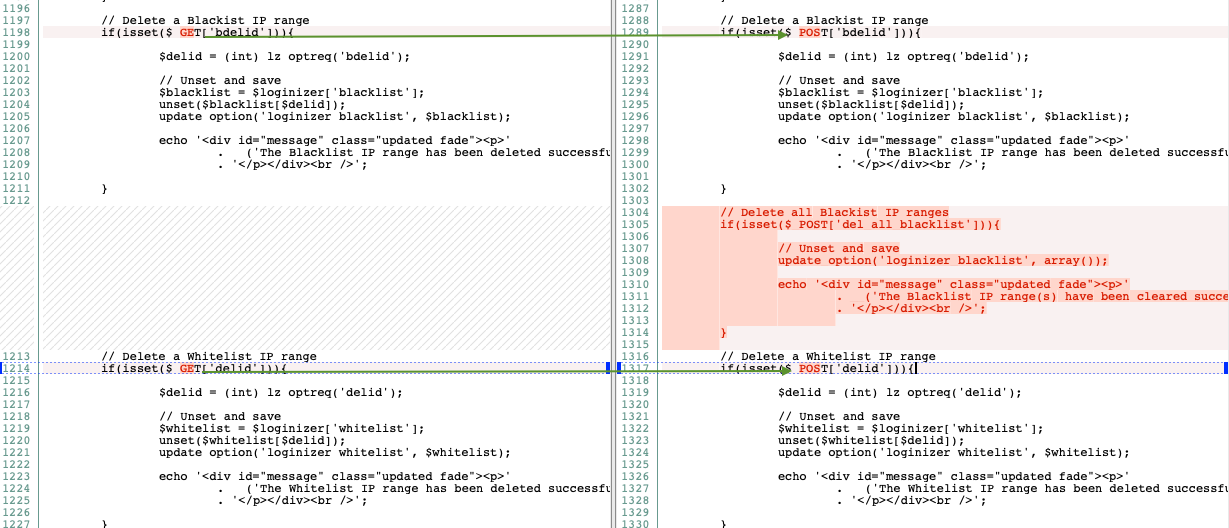 1196
1197 // Delete a Blackist IP range
1198 if(isset($ GET['bdelid'])){
1199
1200 $delid = (int) lz optreq('bdelid');
1201
1202 // Unset and save
1203 $blacklist = $loginizer['blacklist'];
1204 unset($blacklist[$delid]);
1205 update option('loginizer blacklist', $blacklist);
1206
1207 echo '<div id="message" class="updated fade"><p>'
1208 .   ('The Blacklist IP range has been deleted successfu
1209 . '</p></div><br />';
1210
1211 }
1212
1213 // Delete a Whitelist IP range
1214 if(isset($ GET['delid'])){
1215
1216 $delid = (int) lz optreq('delid');
1217
1218 // Unset and save
1219 $whitelist = $loginizer['whitelist'];
1220 unset($whitelist[$delid]);
1221 update option('loginizer whitelist', $whitelist);
1222
1223 echo '<div id="message" class="updated fade"><p>'
1224 .   ('The Whitelist IP range has been deleted successfu
1225 . '</p></div><br />';
1226
1227 }
1287
1288 // Delete a Blackist IP range
1289 if(isset($ POST['bdelid'])){
1290
1291 $delid = (int) lz optreq('bdelid');
1292
1293 // Unset and save
1294 $blacklist = $loginizer['blacklist'];
1295 unset($blacklist[$delid]);
1296 update option('loginizer blacklist', $blacklist);
1297
1298 echo '<div id="message" class="updated fade"><p>'
1299 .   ('The Blacklist IP range has been deleted successfu
1300 . '</p></div><br />';
1301
1302 }
1303
1304 // Delete all Blackist IP ranges
1305 if(isset($ POST['del all blacklist'])){
1306
1307 // Unset and save
1308 update option('loginizer blacklist', array());
1309
1310 echo '<div id="message" class="updated fade"><p>'
1311 .   ('The Blacklist IP range(s) have been cleared succe
1312 . '</p></div><br />';
1313
1314 }
1315
1316 // Delete a Whitelist IP range
1317 if(isset($ POST['delid'])){
1318
1319 $delid = (int) lz optreq('delid');
1320
1321 // Unset and save
1322 $whitelist = $loginizer['whitelist'];
1323 unset($whitelist[$delid]);
1324 update option('loginizer whitelist', $whitelist);
1325
1326 echo '<div id="message" class="updated fade"><p>'
1327 .   ('The Whitelist IP range has been deleted successfu
1328 . '</p></div><br />';
1329
1330 }